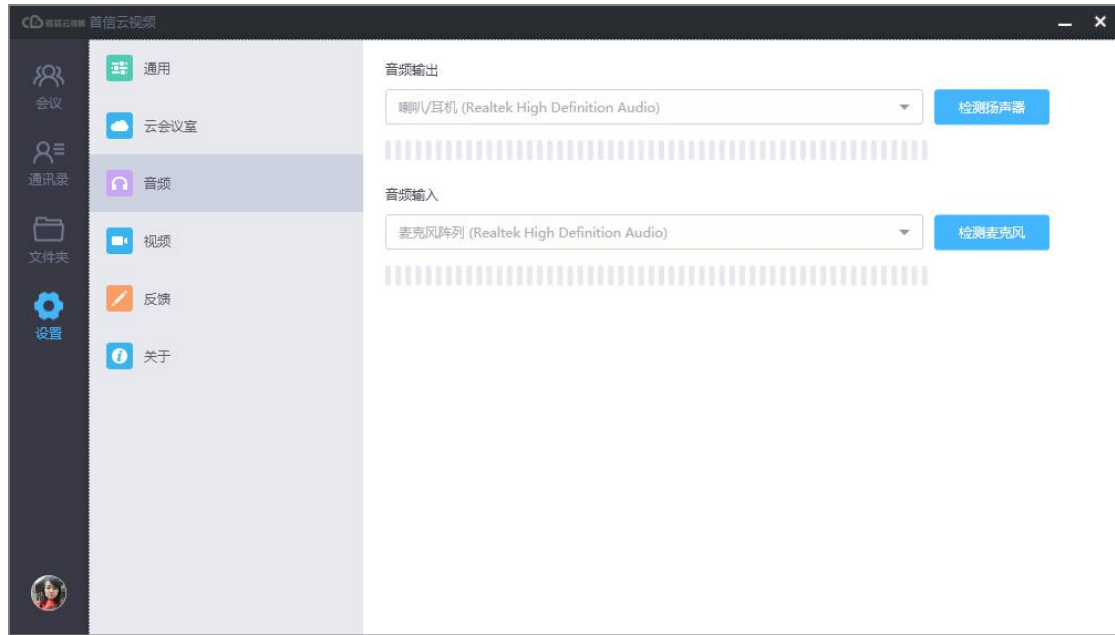 首信云视频
会议
通讯录
文件夹
设置
通用
云会议室
音频
视频
反馈
关于
音频输出
喇叭/耳机 (Realtek High Definition Audio)
检测扬声器
音频输入
麦克风阵列 (Realtek High Definition Audio)
检测麦克风